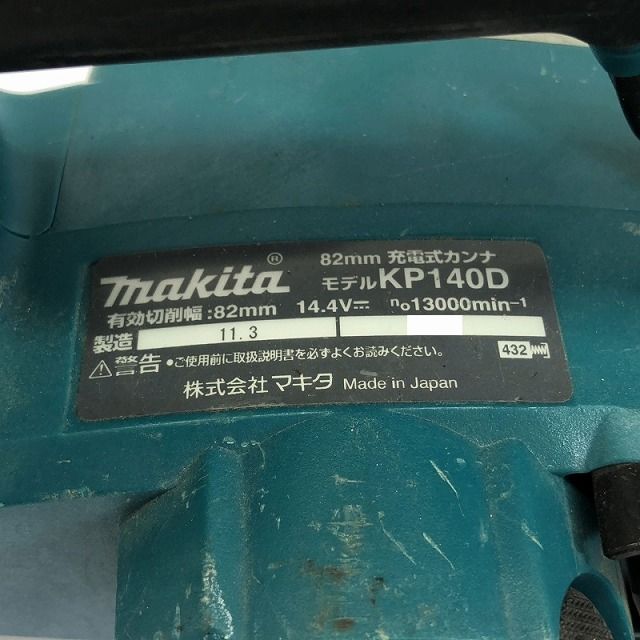 makita® 82mm 充電式カンナ
モデルKP140D
有効切削幅:82mm 14.4V⎓ n₀13000min⁻¹
製造 11.3
⚠警告・ご使用前に取扱説明書を必ずよくお読みください。 432
株式会社 マキタ Made in Japan